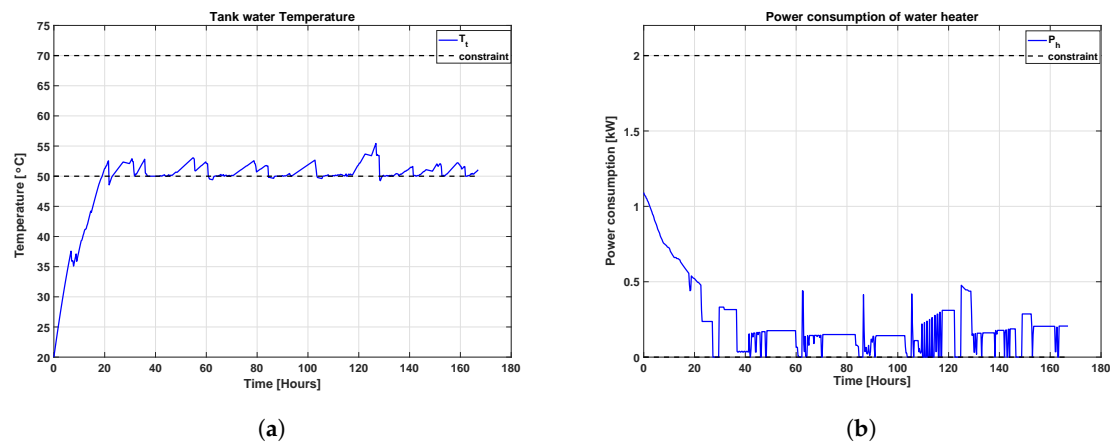 Tank water Temperature
75
70
65
60
55
50
45
40
35
30
25
20
Temperature [°C]
T_t
constraint
0 20 40 60 80 100 120 140 160 180
Time [Hours]
(a)
Power consumption of water heater
2
1.5
1
0.5
0
Power consumption [kW]
P_h
constraint
0 20 40 60 80 100 120 140 160 180
Time [Hours]
(b)